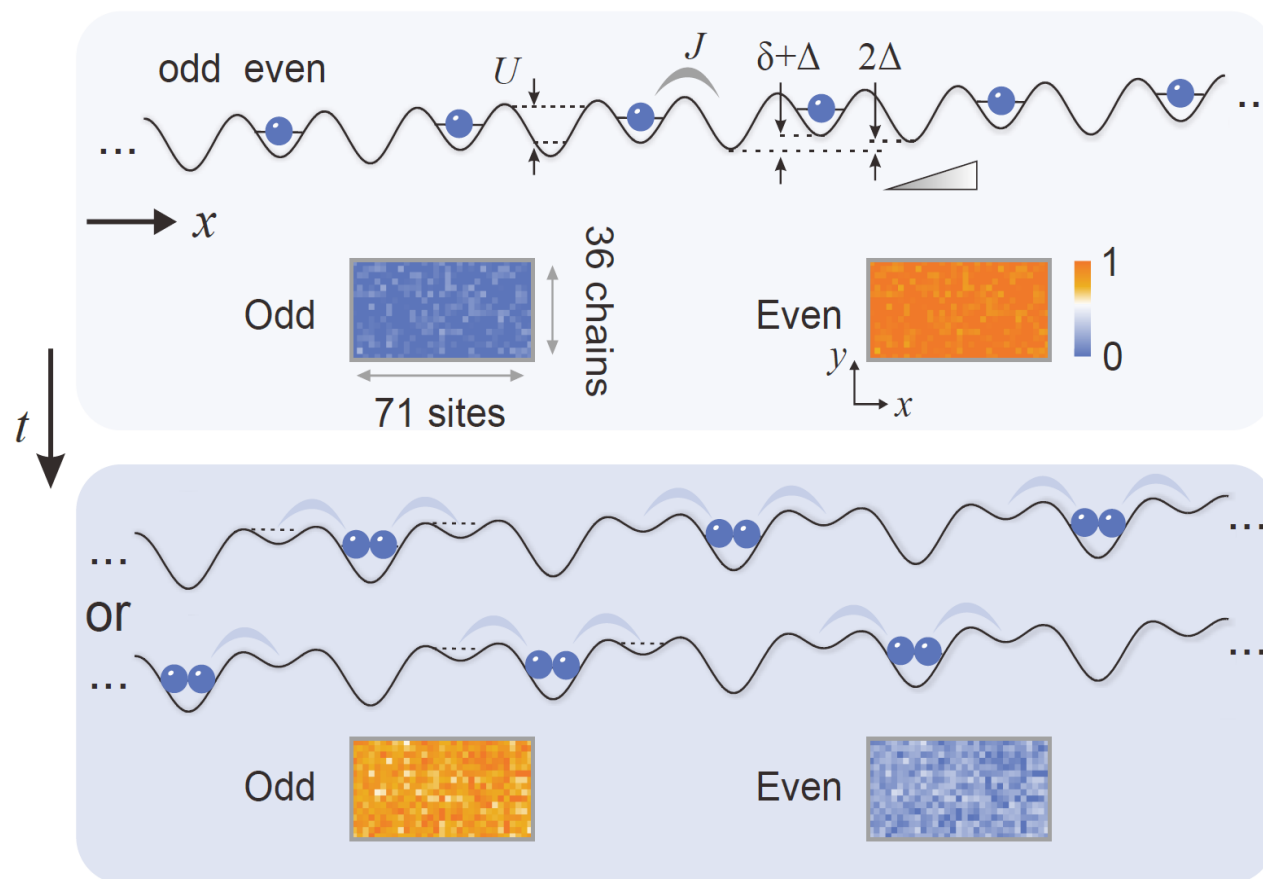 odd even
U
J
δ+Δ
2Δ
...
...
x
Odd
36 chains
71 sites
Even
1
0
y
x
t
...
...
or
...
...
Odd
Even